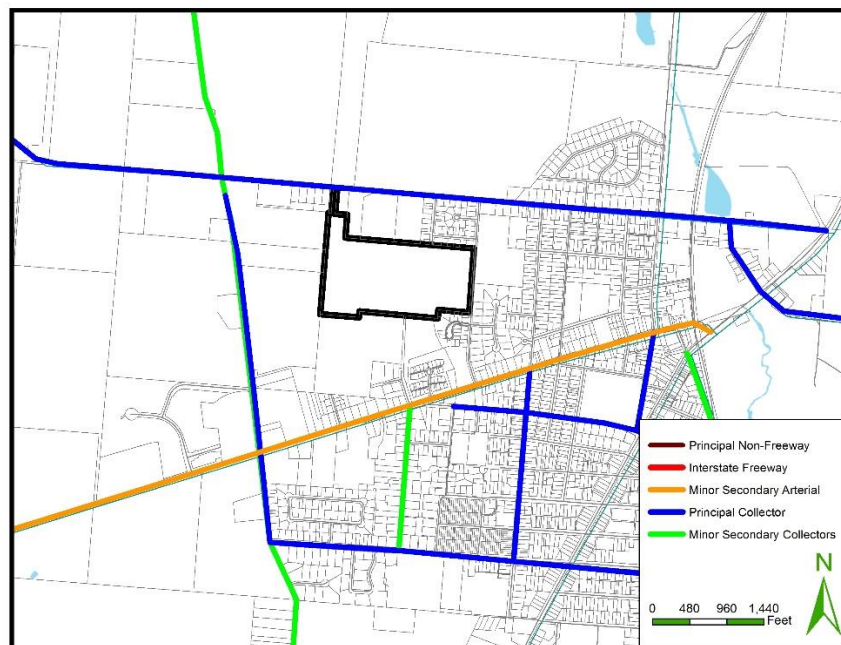 Principal Non-Freeway
Interstate Freeway
Minor Secondary Arterial
Principal Collector
Minor Secondary Collectors
N
0 480 960 1,440
Feet